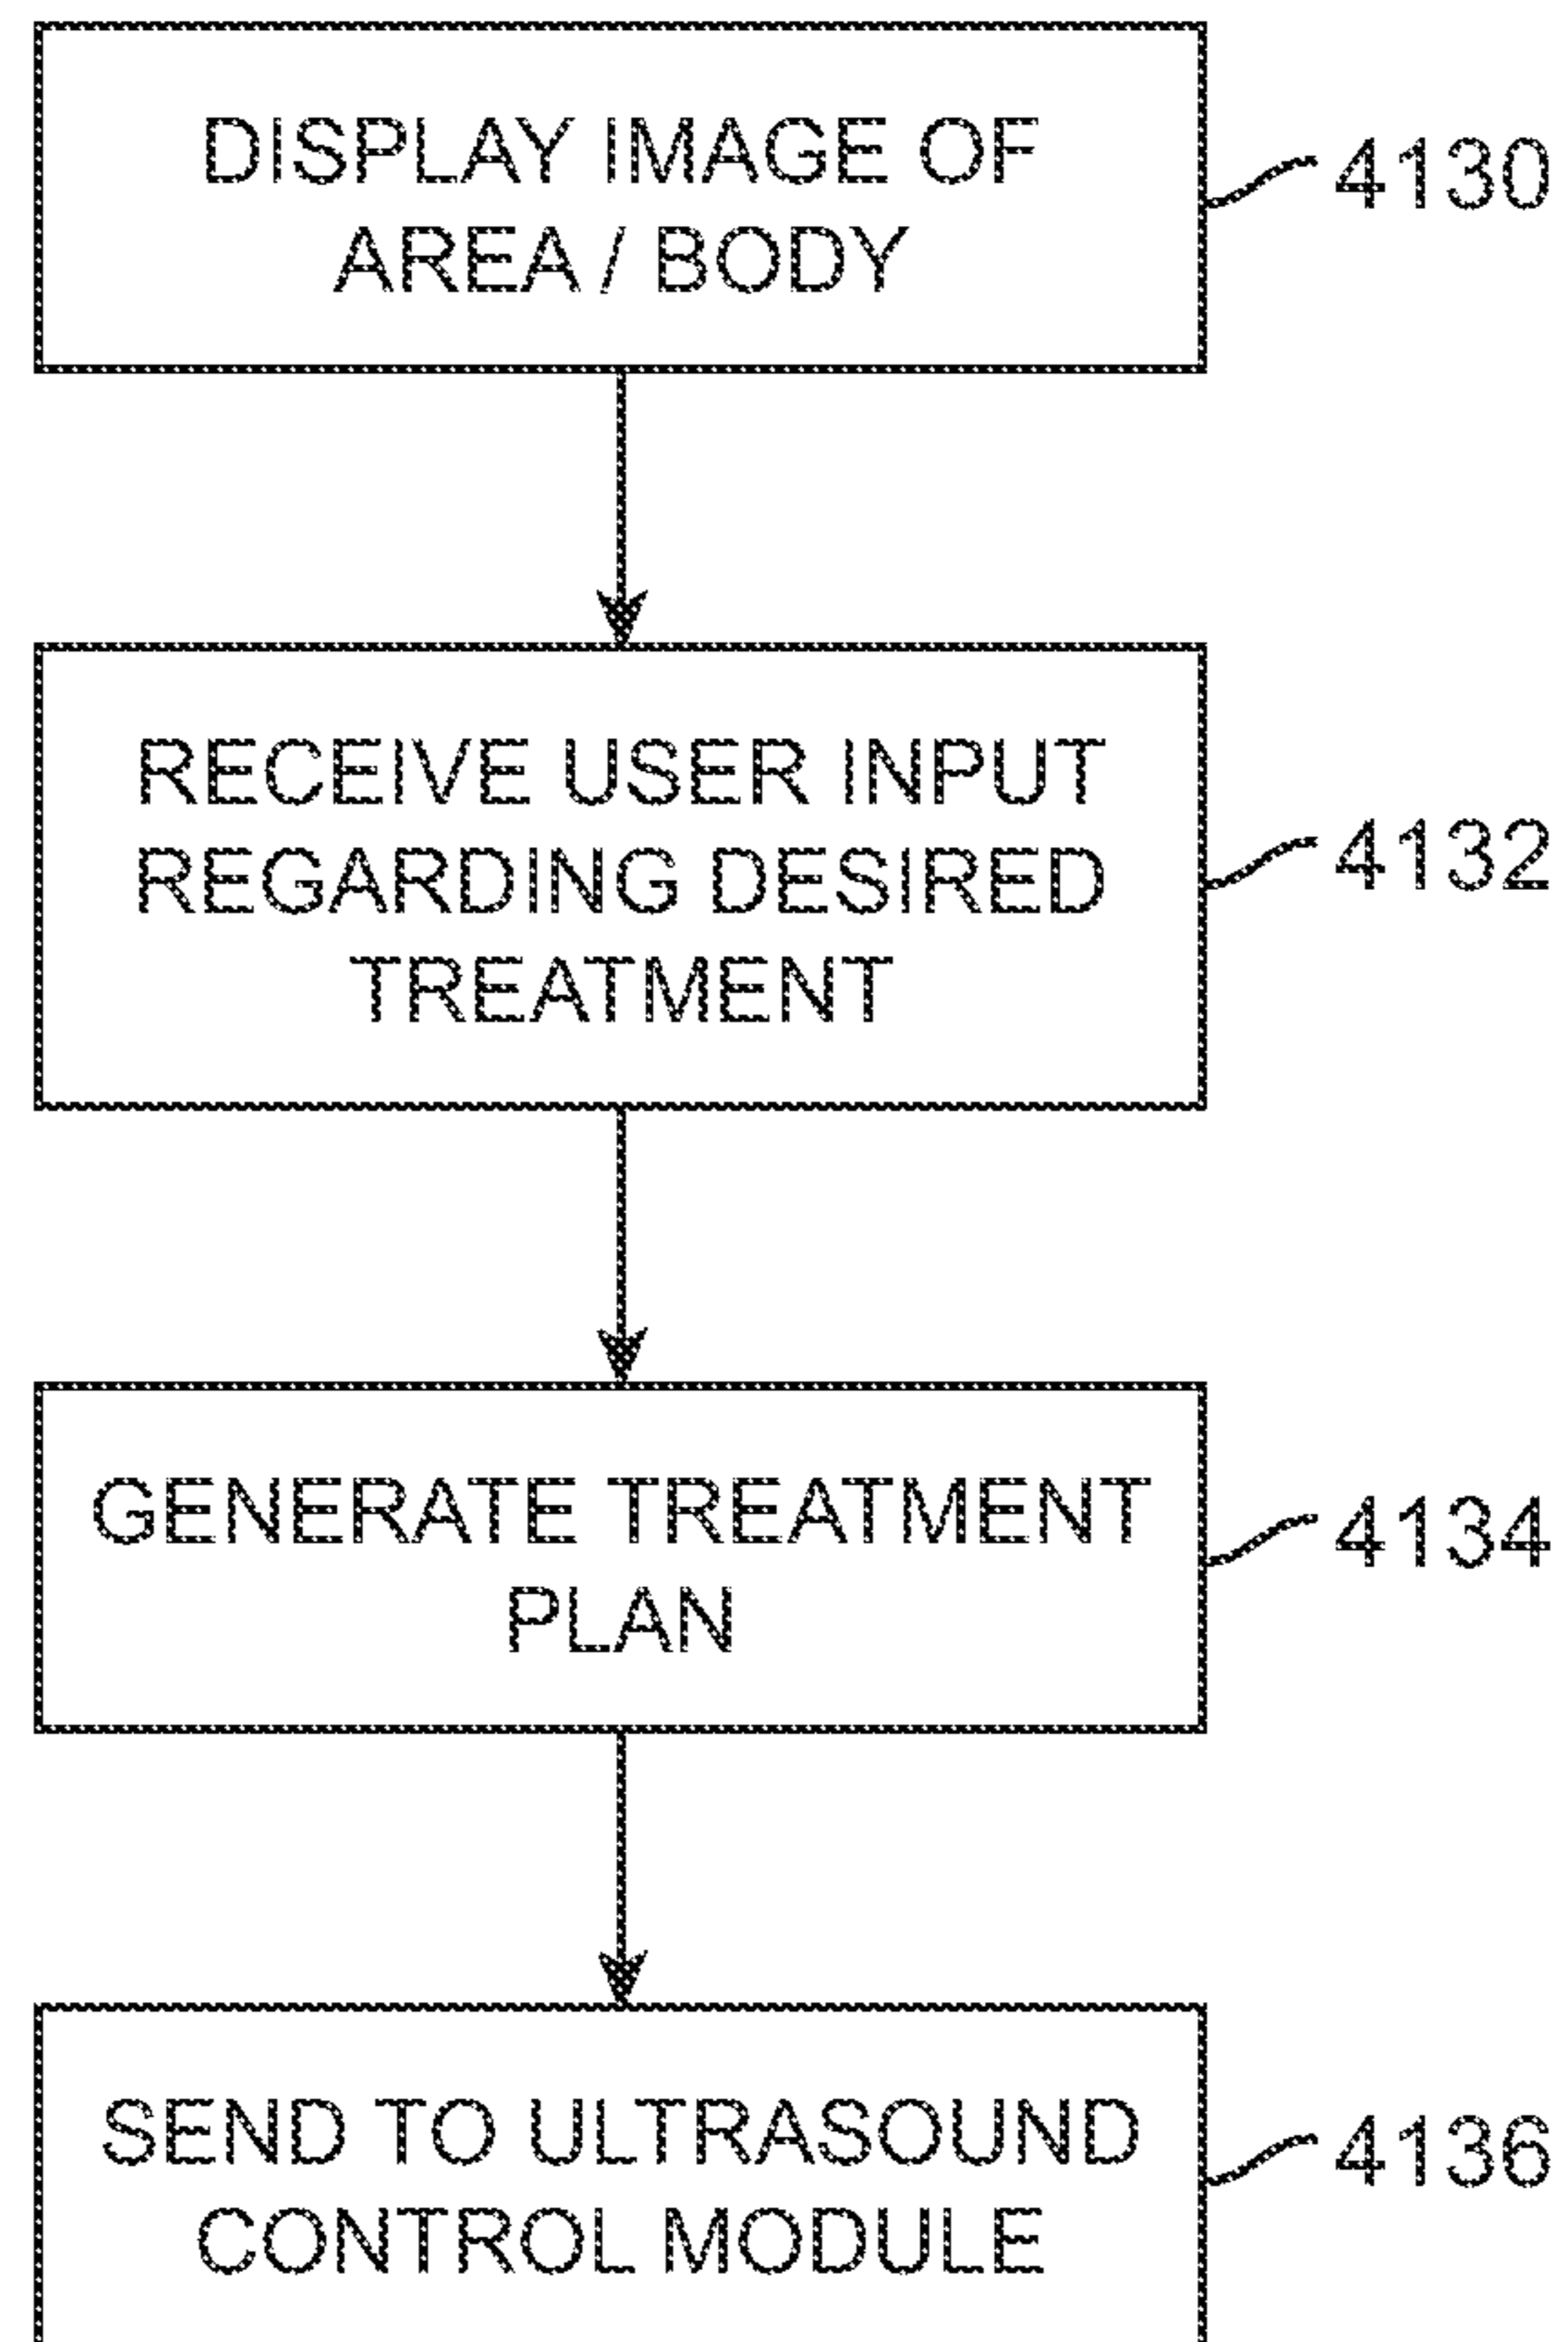 DISPLAY IMAGE OF
AREA / BODY
4130
RECEIVE USER INPUT
REGARDING DESIRED
TREATMENT
4132
GENERATE TREATMENT
PLAN
4134
SEND TO ULTRASOUND
CONTROL MODULE
4136